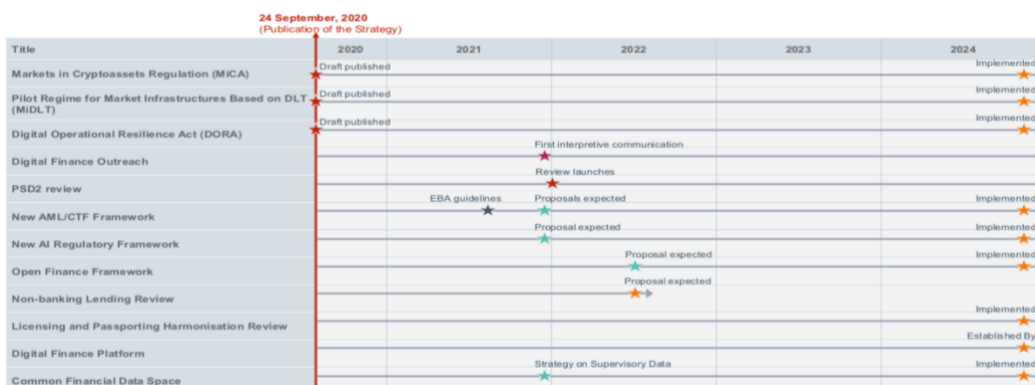 24 September, 2020
(Publication of the Strategy)
Title 2020 2021 2022 2023 2024
Draft published Implemented
Markets in Cryptoassets Regulation (MiCA)
Draft published Implemented
Pilot Regime for Market Infrastructures Based on DLT
(MiDLT)
Draft published Implemented
Digital Operational Resilience Act (DORA)
First interpretive communication
Digital Finance Outreach
Review launches
PSD2 review
EBA guidelines Proposals expected Implemented
New AML/CTF Framework
Proposal expected Implemented
New AI Regulatory Framework
Proposal expected Implemented
Open Finance Framework
Proposal expected
Non-banking Lending Review
Implemented
Licensing and Passporting Harmonisation Review
Established By
Digital Finance Platform
Strategy on Supervisory Data Implemented
Common Financial Data Space